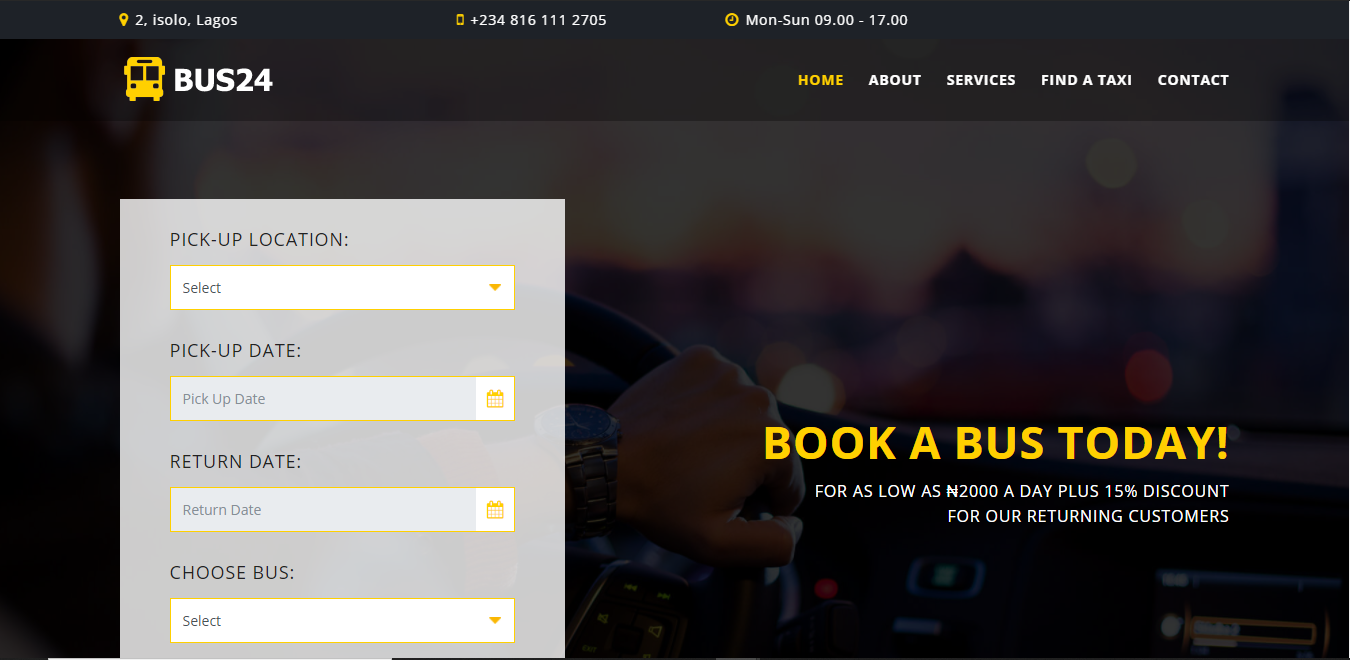 2, isolo, Lagos
+234 816 111 2705
Mon-Sun 09.00 - 17.00
BUS24
HOME ABOUT SERVICES FIND A TAXI CONTACT
PICK-UP LOCATION:
Select
PICK-UP DATE:
Pick Up Date
RETURN DATE:
Return Date
CHOOSE BUS:
Select
BOOK A BUS TODAY!
FOR AS LOW AS ₦2000 A DAY PLUS 15% DISCOUNT
FOR OUR RETURNING CUSTOMERS